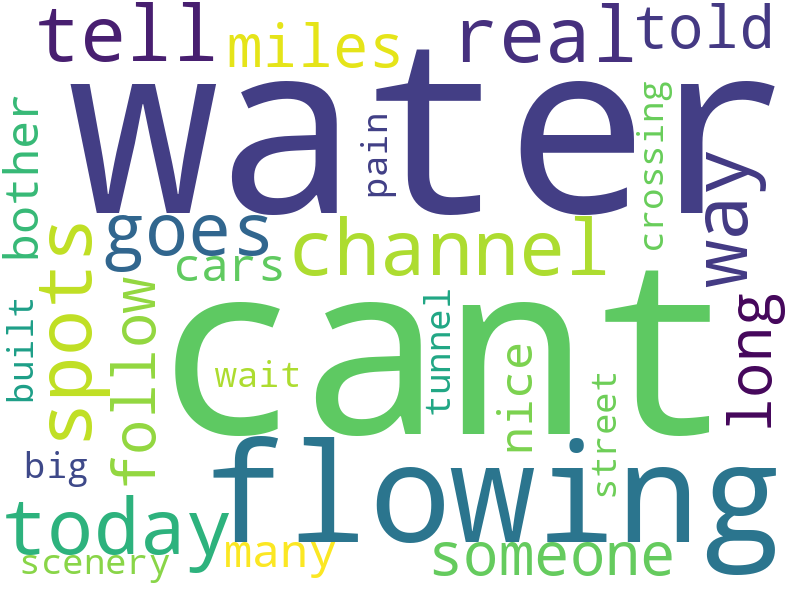 tell
miles
real
told
water
pain
crossing
bother
way
goes
channel
spots
cars
cant
follow
built
tunnel
long
wait
nice
street
big
flowing
today
many
someone
scenery